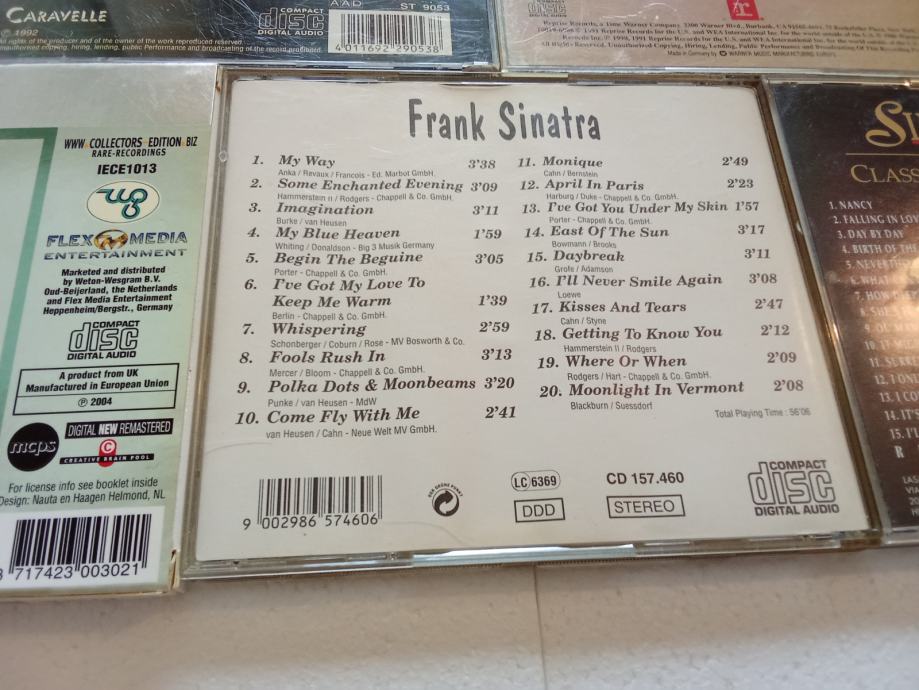 CARAVELLE
℗ 1992
COMPACT
disc
DIGITAL AUDIO
AAD
ST 9053
4 011692 290538
COMPACT
disc
DIGITAL AUDIO
r
WWW.COLLECTORS-EDITION.BIZ
RARE-RECORDINGS
IECE1013
FLEX MEDIA
ENTERTAINMENT
Marketed and distributed
by Weton-Wesgram B.V.
Oud-Beijerland, the Netherlands
and Flex Media Entertainment
Heppenheim/Bergstr., Germany
COMPACT
disc
DIGITAL AUDIO
A product from UK
Manufactured in European Union
℗ 2004
mcps
DIGITAL NEW REMASTERED
CREATIVE BRAIN POOL
For license info see booklet inside
Design: Nauta en Haagen Helmond, NL
717423 003021
Frank Sinatra
1. My Way 3'38
Anka / Revaux / Francois - Ed. Marbot GmbH.
2. Some Enchanted Evening 3'09
Hammerstein II / Rodgers - Chappell & Co. GmbH.
3. Imagination 3'11
Burke / van Heusen
4. My Blue Heaven 1'59
Whiting / Donaldson - Big 3 Musik Germany
5. Begin The Beguine 3'05
Porter - Chappell & Co. GmbH.
6. I've Got My Love To
Keep Me Warm 1'39
Berlin - Chappell & Co. GmbH.
7. Whispering 2'59
Schonberger / Coburn / Rose - MV Bosworth & Co.
8. Fools Rush In 3'13
Mercer / Bloom - Chappell & Co. GmbH.
9. Polka Dots & Moonbeams 3'20
Punke / van Heusen - MdW
10. Come Fly With Me 2'41
van Heusen / Cahn - Neue Welt MV GmbH.
11. Monique 2'49
Cahn / Bernstein
12. April In Paris 2'23
Harburg / Duke - Chappell & Co. GmbH.
13. I've Got You Under My Skin 1'57
Porter - Chappell & Co. GmbH.
14. East Of The Sun 3'17
Bowmann / Brooks
15. Daybreak 3'11
Grofe / Adamson
16. I'll Never Smile Again 3'08
Loewe
17. Kisses And Tears 2'47
Cahn / Styne
18. Getting To Know You 2'12
Hammerstein II / Rodgers
19. Where Or When 2'09
Rodgers / Hart - Chappell & Co. GmbH.
20. Moonlight In Vermont 2'08
Blackburn / Suessdorf
Total Playing Time : 56'06
9 002986 574606
DER GRÜNE PUNKT
LC 6369
DDD
CD 157.460
STEREO
COMPACT
disc
DIGITAL AUDIO
CLASS
1. NANCY
2. FALLING IN LO
3. DAY BY DAY
4. BIRTH OF TH